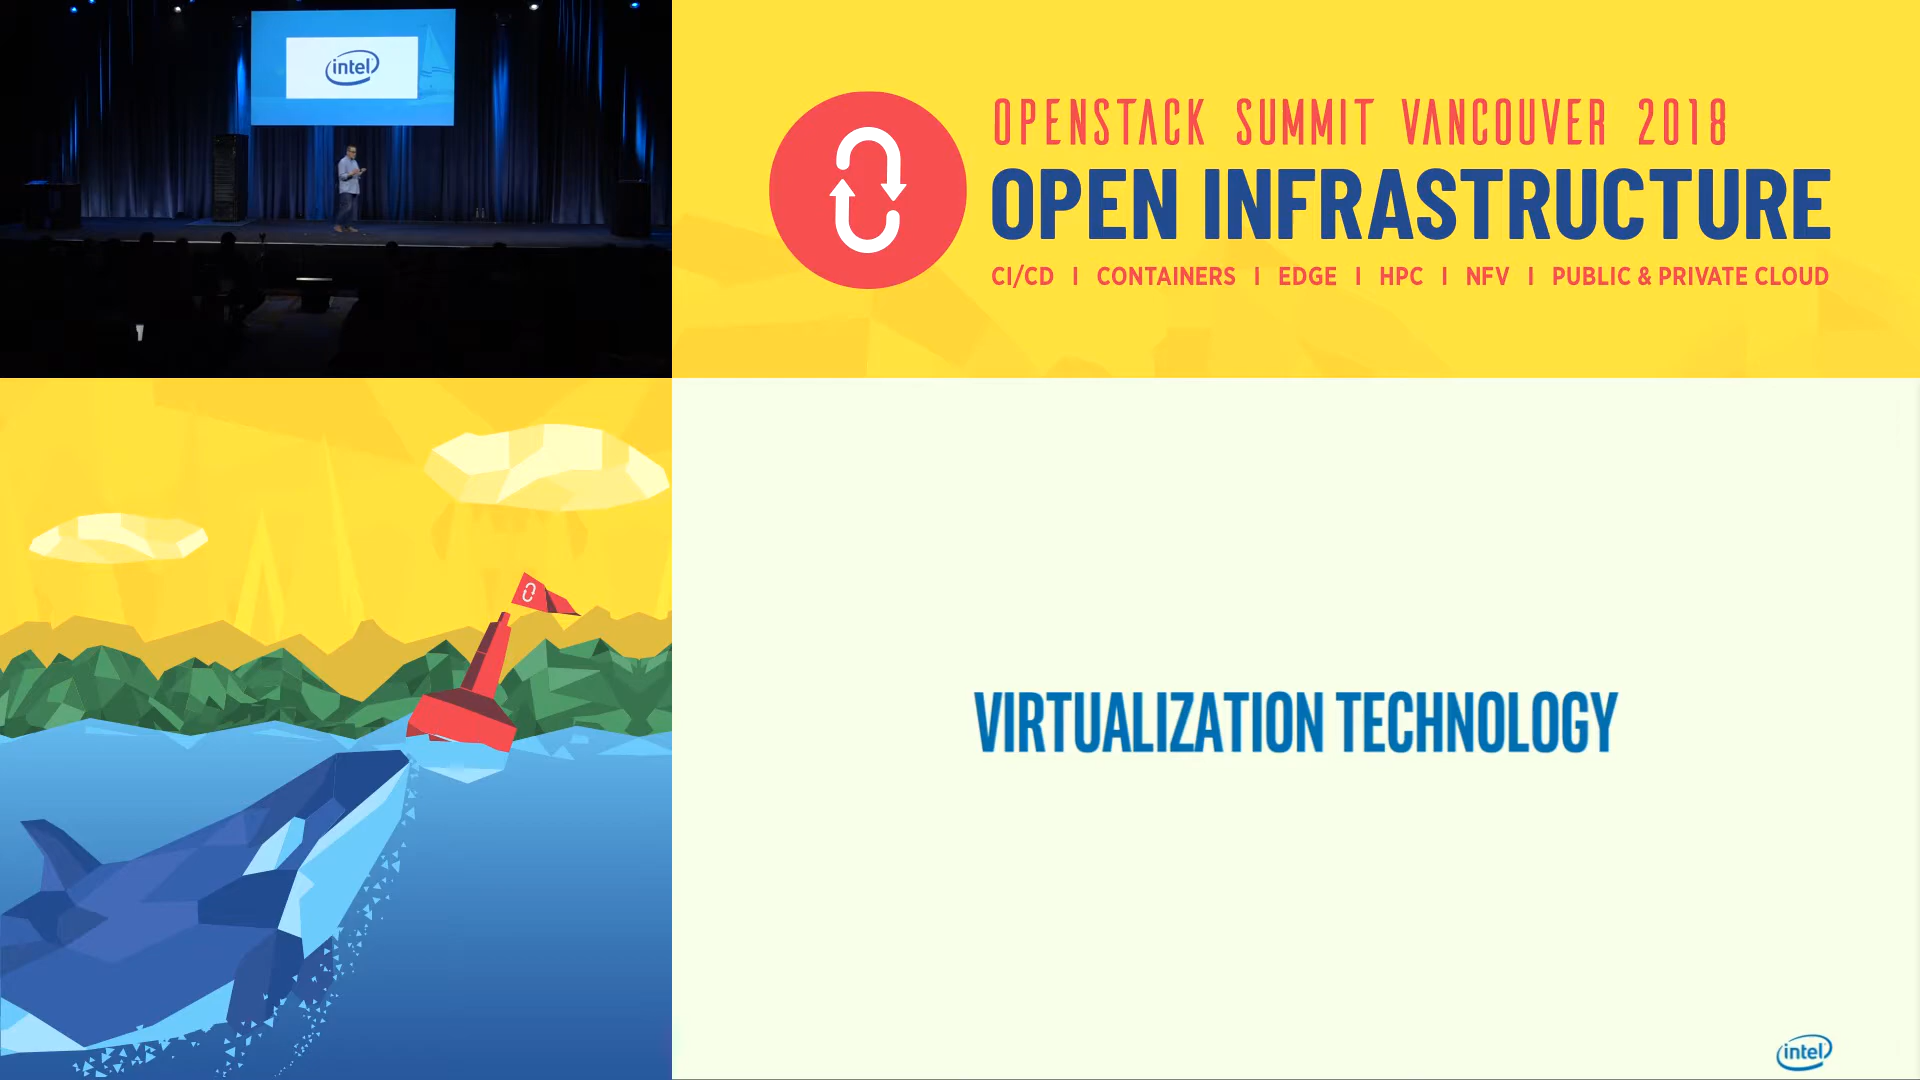 intel
OPENSTACK SUMMIT VANCOUVER 2018
OPEN INFRASTRUCTURE
CI/CD | CONTAINERS | EDGE | HPC | NFV | PUBLIC & PRIVATE CLOUD
VIRTUALIZATION TECHNOLOGY
intel